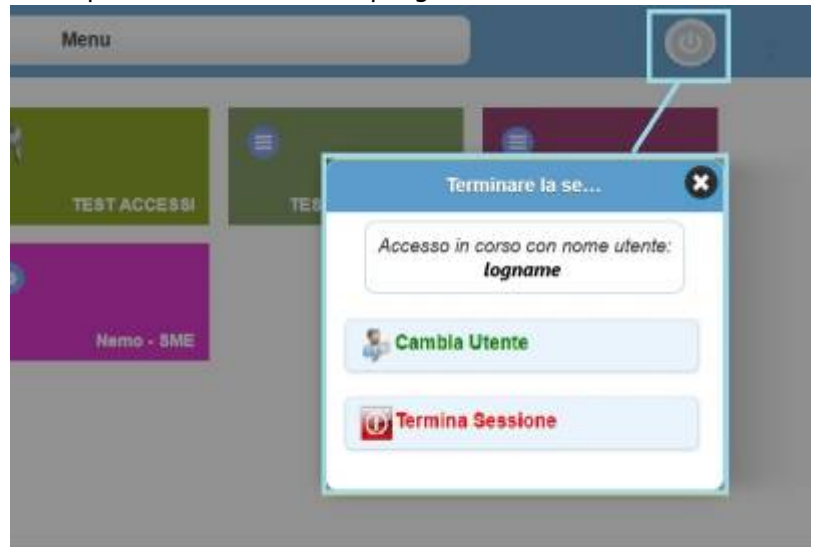 Menu
TEST ACCESSI
TES
Nemo - SME
Terminare la se...
Accesso in corso con nome utente:
logname
Cambia Utente
Termina Sessione